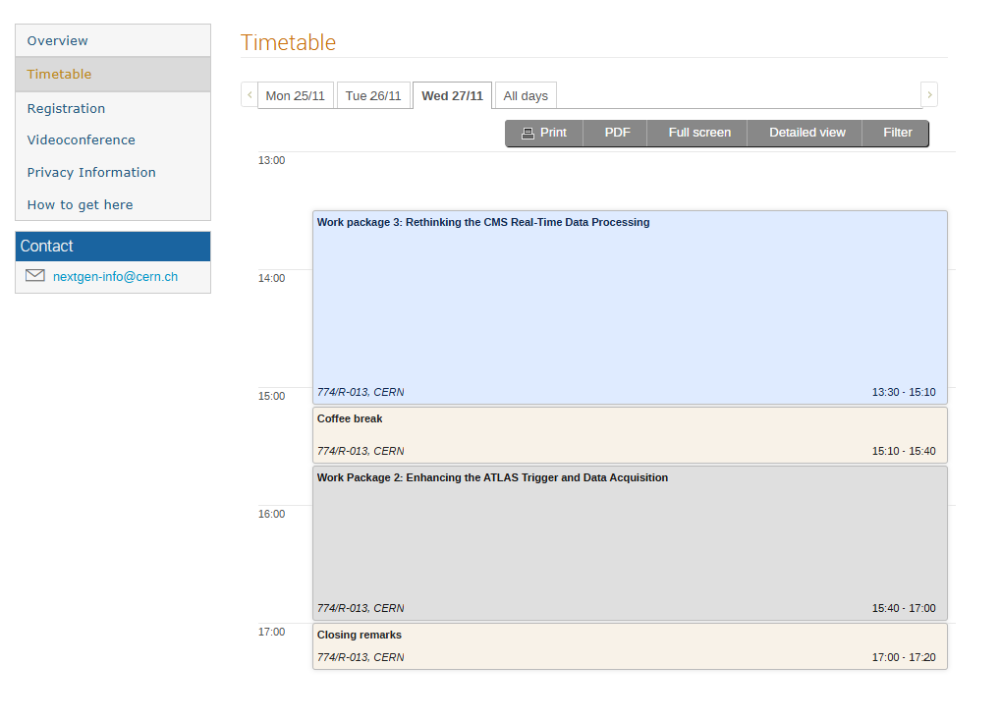 Overview
Timetable
Registration
Videoconference
Privacy Information
How to get here
Contact
nextgen-info@cern.ch
Timetable
Mon 25/11
Tue 26/11
Wed 27/11
All days
Print
PDF
Full screen
Detailed view
Filter
13:00
Work package 3: Rethinking the CMS Real-Time Data Processing
14:00
774/R-013, CERN 13:30 - 15:10
15:00
Coffee break
774/R-013, CERN 15:10 - 15:40
Work Package 2: Enhancing the ATLAS Trigger and Data Acquisition
16:00
774/R-013, CERN 15:40 - 17:00
17:00
Closing remarks
774/R-013, CERN 17:00 - 17:20